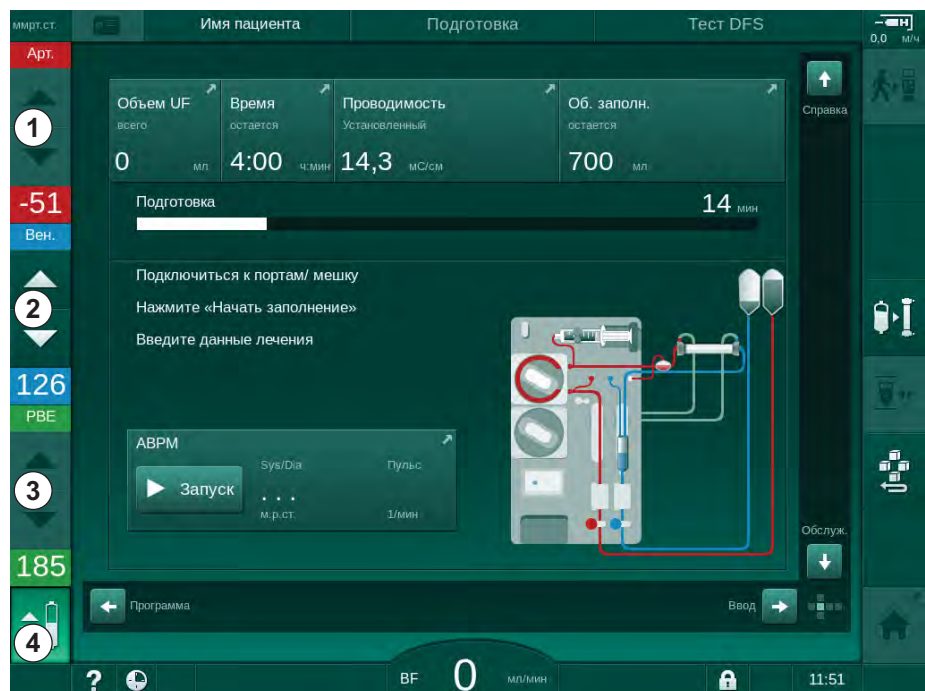 ммрт.ст.
Имя пациента
Подготовка
Тест DFS
0,0 м/ч
Арт.
1
-51
Вен.
2
126
PBE
3
185
4
Объем UF
всего
0 мл
Время
остается
4:00 ч:мин
Проводимость
Установленный
14,3 мС/см
Об. заполн.
остается
700 мл
Справка
Подготовка
14 мин
Подключиться к портам/ мешку
Нажмите «Начать заполнение»
Введите данные лечения
ABPM
Запуск
Sys/Dia
. . .
м.р.ст.
Пульс
1/мин
Обслуж.
Программа
Ввод
?
BF 0 мл/мин
11:51